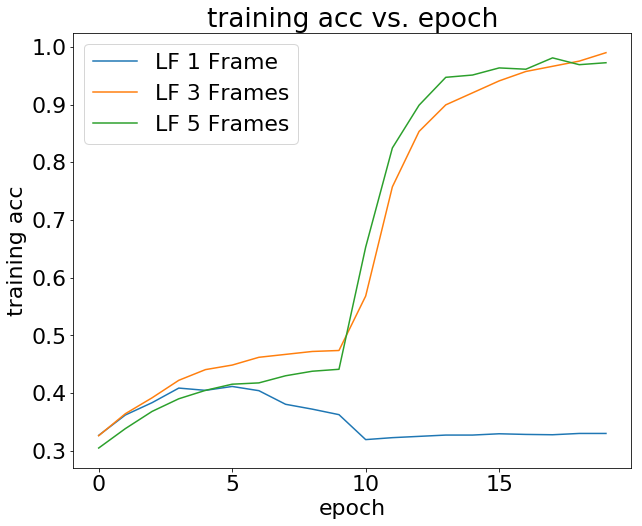 training acc vs. epoch
LF 1 Frame
LF 3 Frames
LF 5 Frames
training acc
1.0
0.9
0.8
0.7
0.6
0.5
0.4
0.3
0 5 10 15
epoch